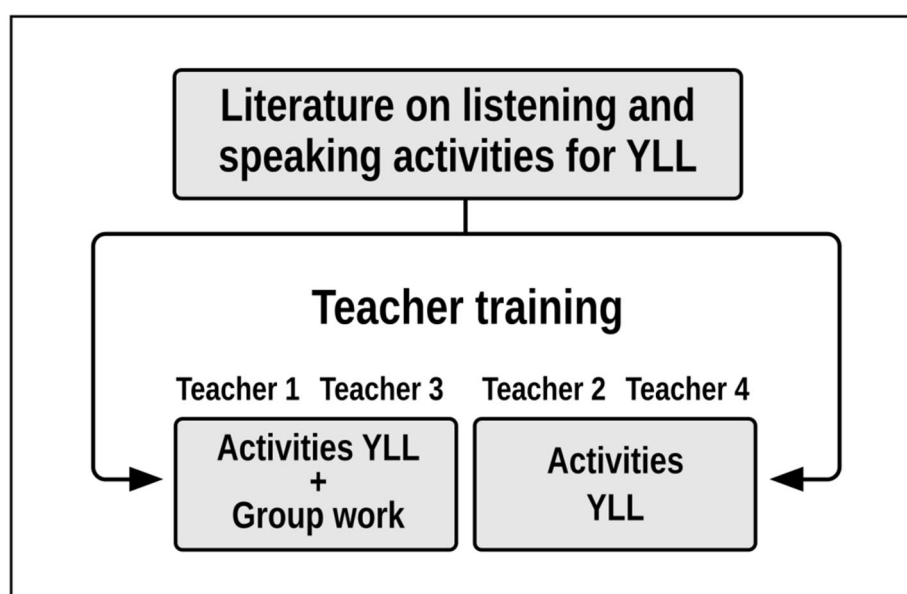 Literature on listening and
speaking activities for YLL
Teacher training
Teacher 1 Teacher 3 Teacher 2 Teacher 4
Activities YLL
+
Group work
Activities
YLL